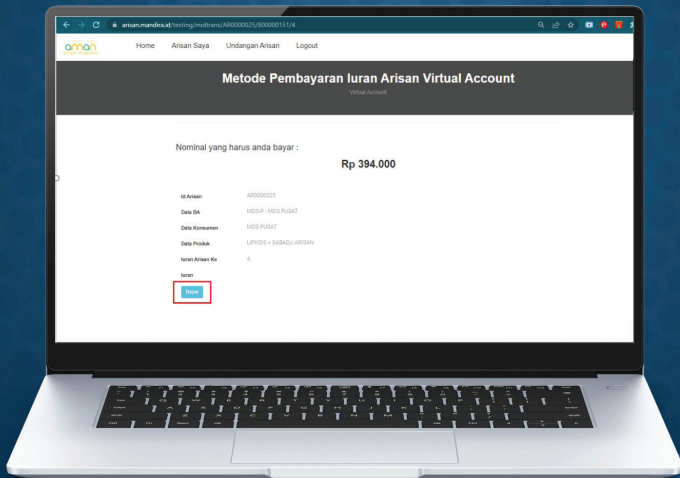 arisan.mandira.id/testing/midtrans/AR0000025/800000151/4
aman
Home Arisan Saya Undangan Arisan Logout
Metode Pembayaran Iuran Arisan Virtual Account
Virtual Account
Nominal yang harus anda bayar :
Rp 394.000
Id Arisan AR0000025
Data BA MDS-P - MDS PUSAT
Data Konsumen MDS PUSAT
Data Produk LIPKIDS + SABAQU ARISAN
Iuran Arisan Ke 4
Iuran
Bayar